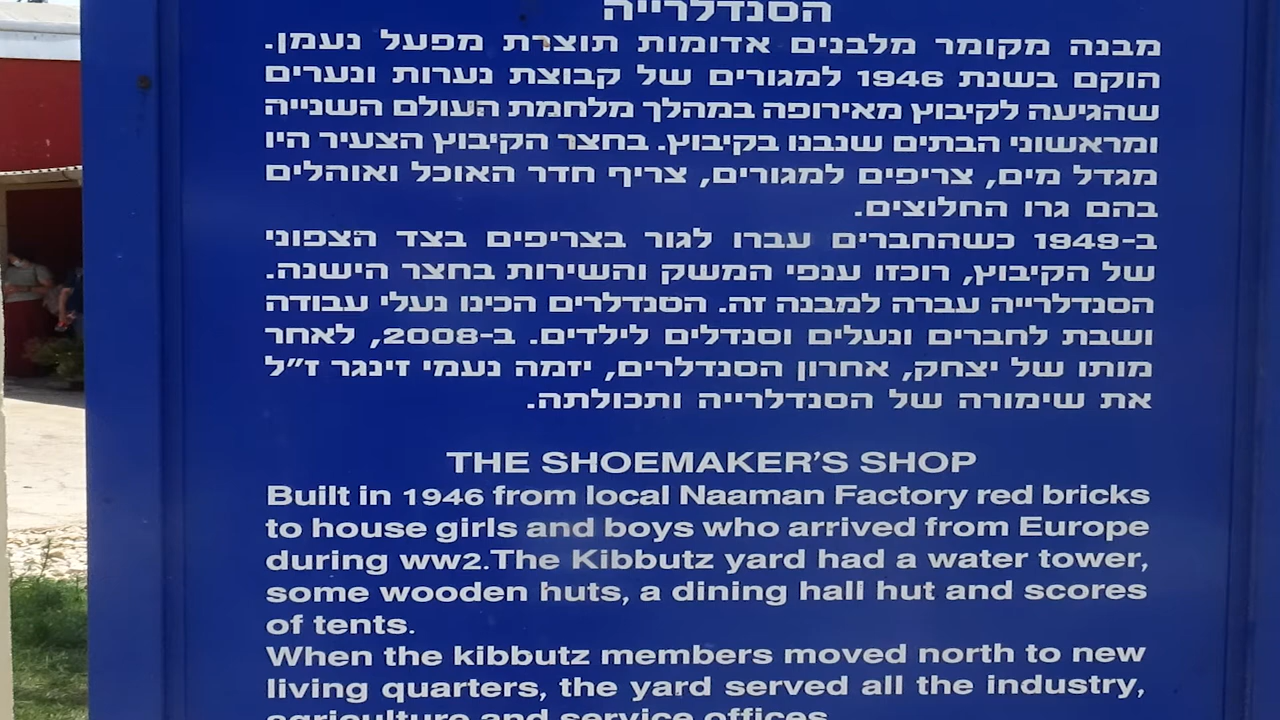 הסנדלרייה
מבנה מקומר מלבנים אדומות תוצרת מפעל נעמן.
הוקם בשנת 1946 למגורים של קבוצת נערות ונערים
שהגיעה לקיבוץ מאירופה במהלך מלחמת העולם השנייה
ומראשוני הבתים שנבנו בקיבוץ. בחצר הקיבוץ הצעיר היו
מגדל מים, צריפים למגורים, צריף חדר האוכל ואוהלים
בהם גרו החלוצים.
ב-1949 כשהחברים עברו לגור בצריפים בצד הצפוני
של הקיבוץ, רוכזו ענפי המשק והשירות בחצר הישנה.
הסנדלרייה עברה למבנה זה. הסנדלרים הכינו נעלי עבודה
ושבת לחברים ונעלים וסנדלים לילדים. ב-2008, לאחר
מותו של יצחק, אחרון הסנדלרים, יזמה נעמי זינגר ז"ל
את שימורה של הסנדלרייה ותכולתה.
THE SHOEMAKER'S SHOP
Built in 1946 from local Naaman Factory red bricks
to house girls and boys who arrived from Europe
during ww2.The Kibbutz yard had a water tower,
some wooden huts, a dining hall hut and scores
of tents.
When the kibbutz members moved north to new
living quarters, the yard served all the industry,
agriculture and service offices.